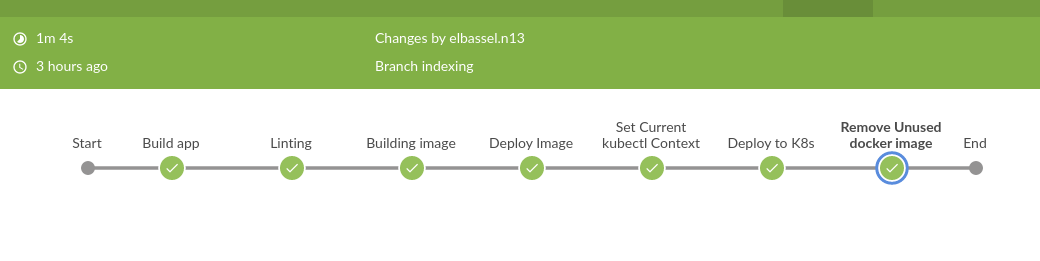 1m 4s
Changes by elbassel.n13
3 hours ago
Branch indexing
Start
Build app
Linting
Building image
Deploy Image
Set Current
kubectl Context
Deploy to K8s
Remove Unused
docker image
End